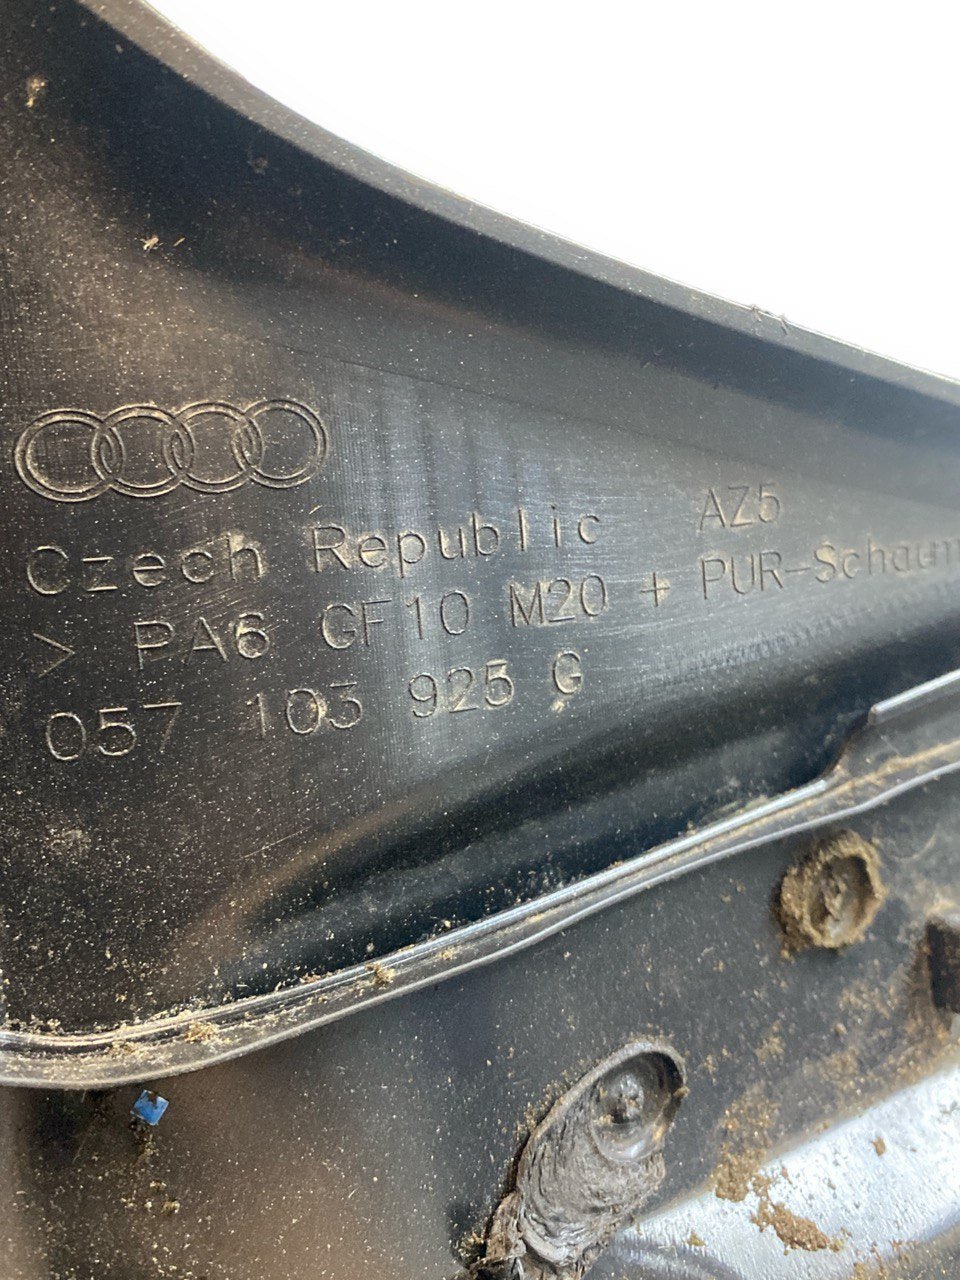 Czech Republic AZ5
> PA6 GF10 M20 + PUR-Schaum
057 103 925 G